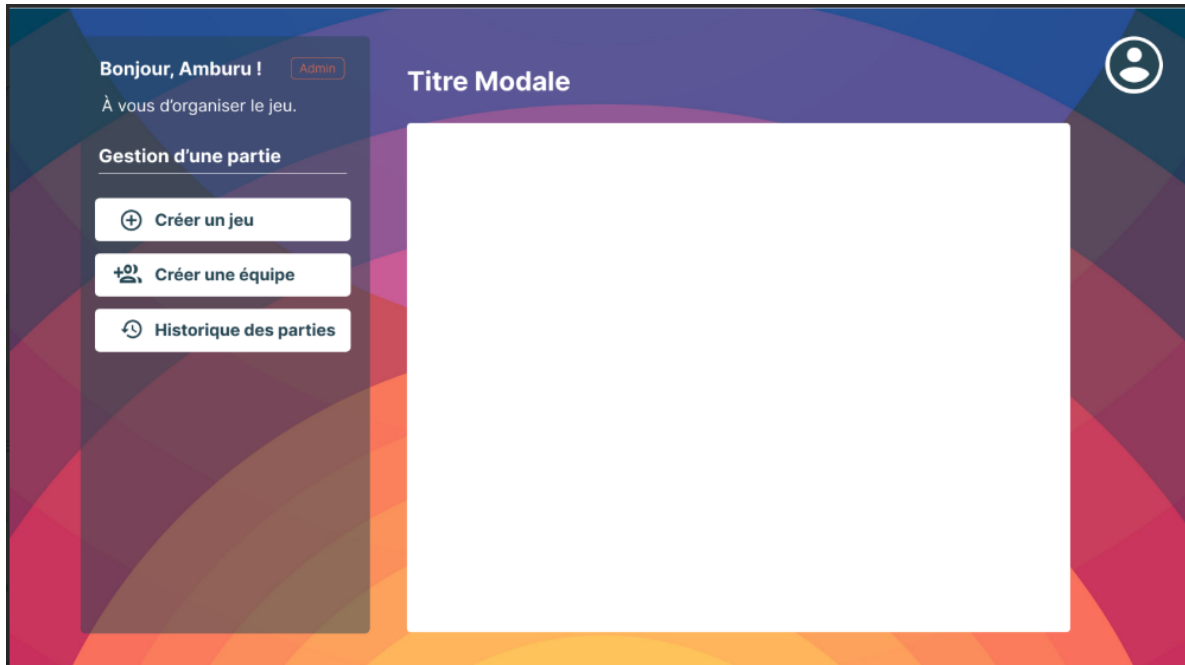 Bonjour, Amburu !
Admin
À vous d’organiser le jeu.
Gestion d’une partie
Créer un jeu
Créer une équipe
Historique des parties
Titre Modale